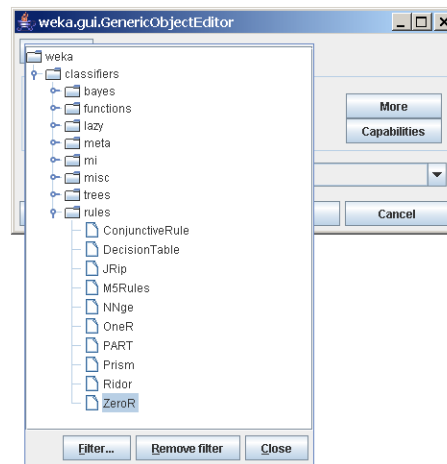 weka.gui.GenericObjectEditor
weka
classifiers
bayes
functions
lazy
meta
mi
misc
trees
rules
ConjunctiveRule
DecisionTable
JRip
M5Rules
NNge
OneR
PART
Prism
Ridor
ZeroR
More
Capabilities
Cancel
Filter...
Remove filter
Close